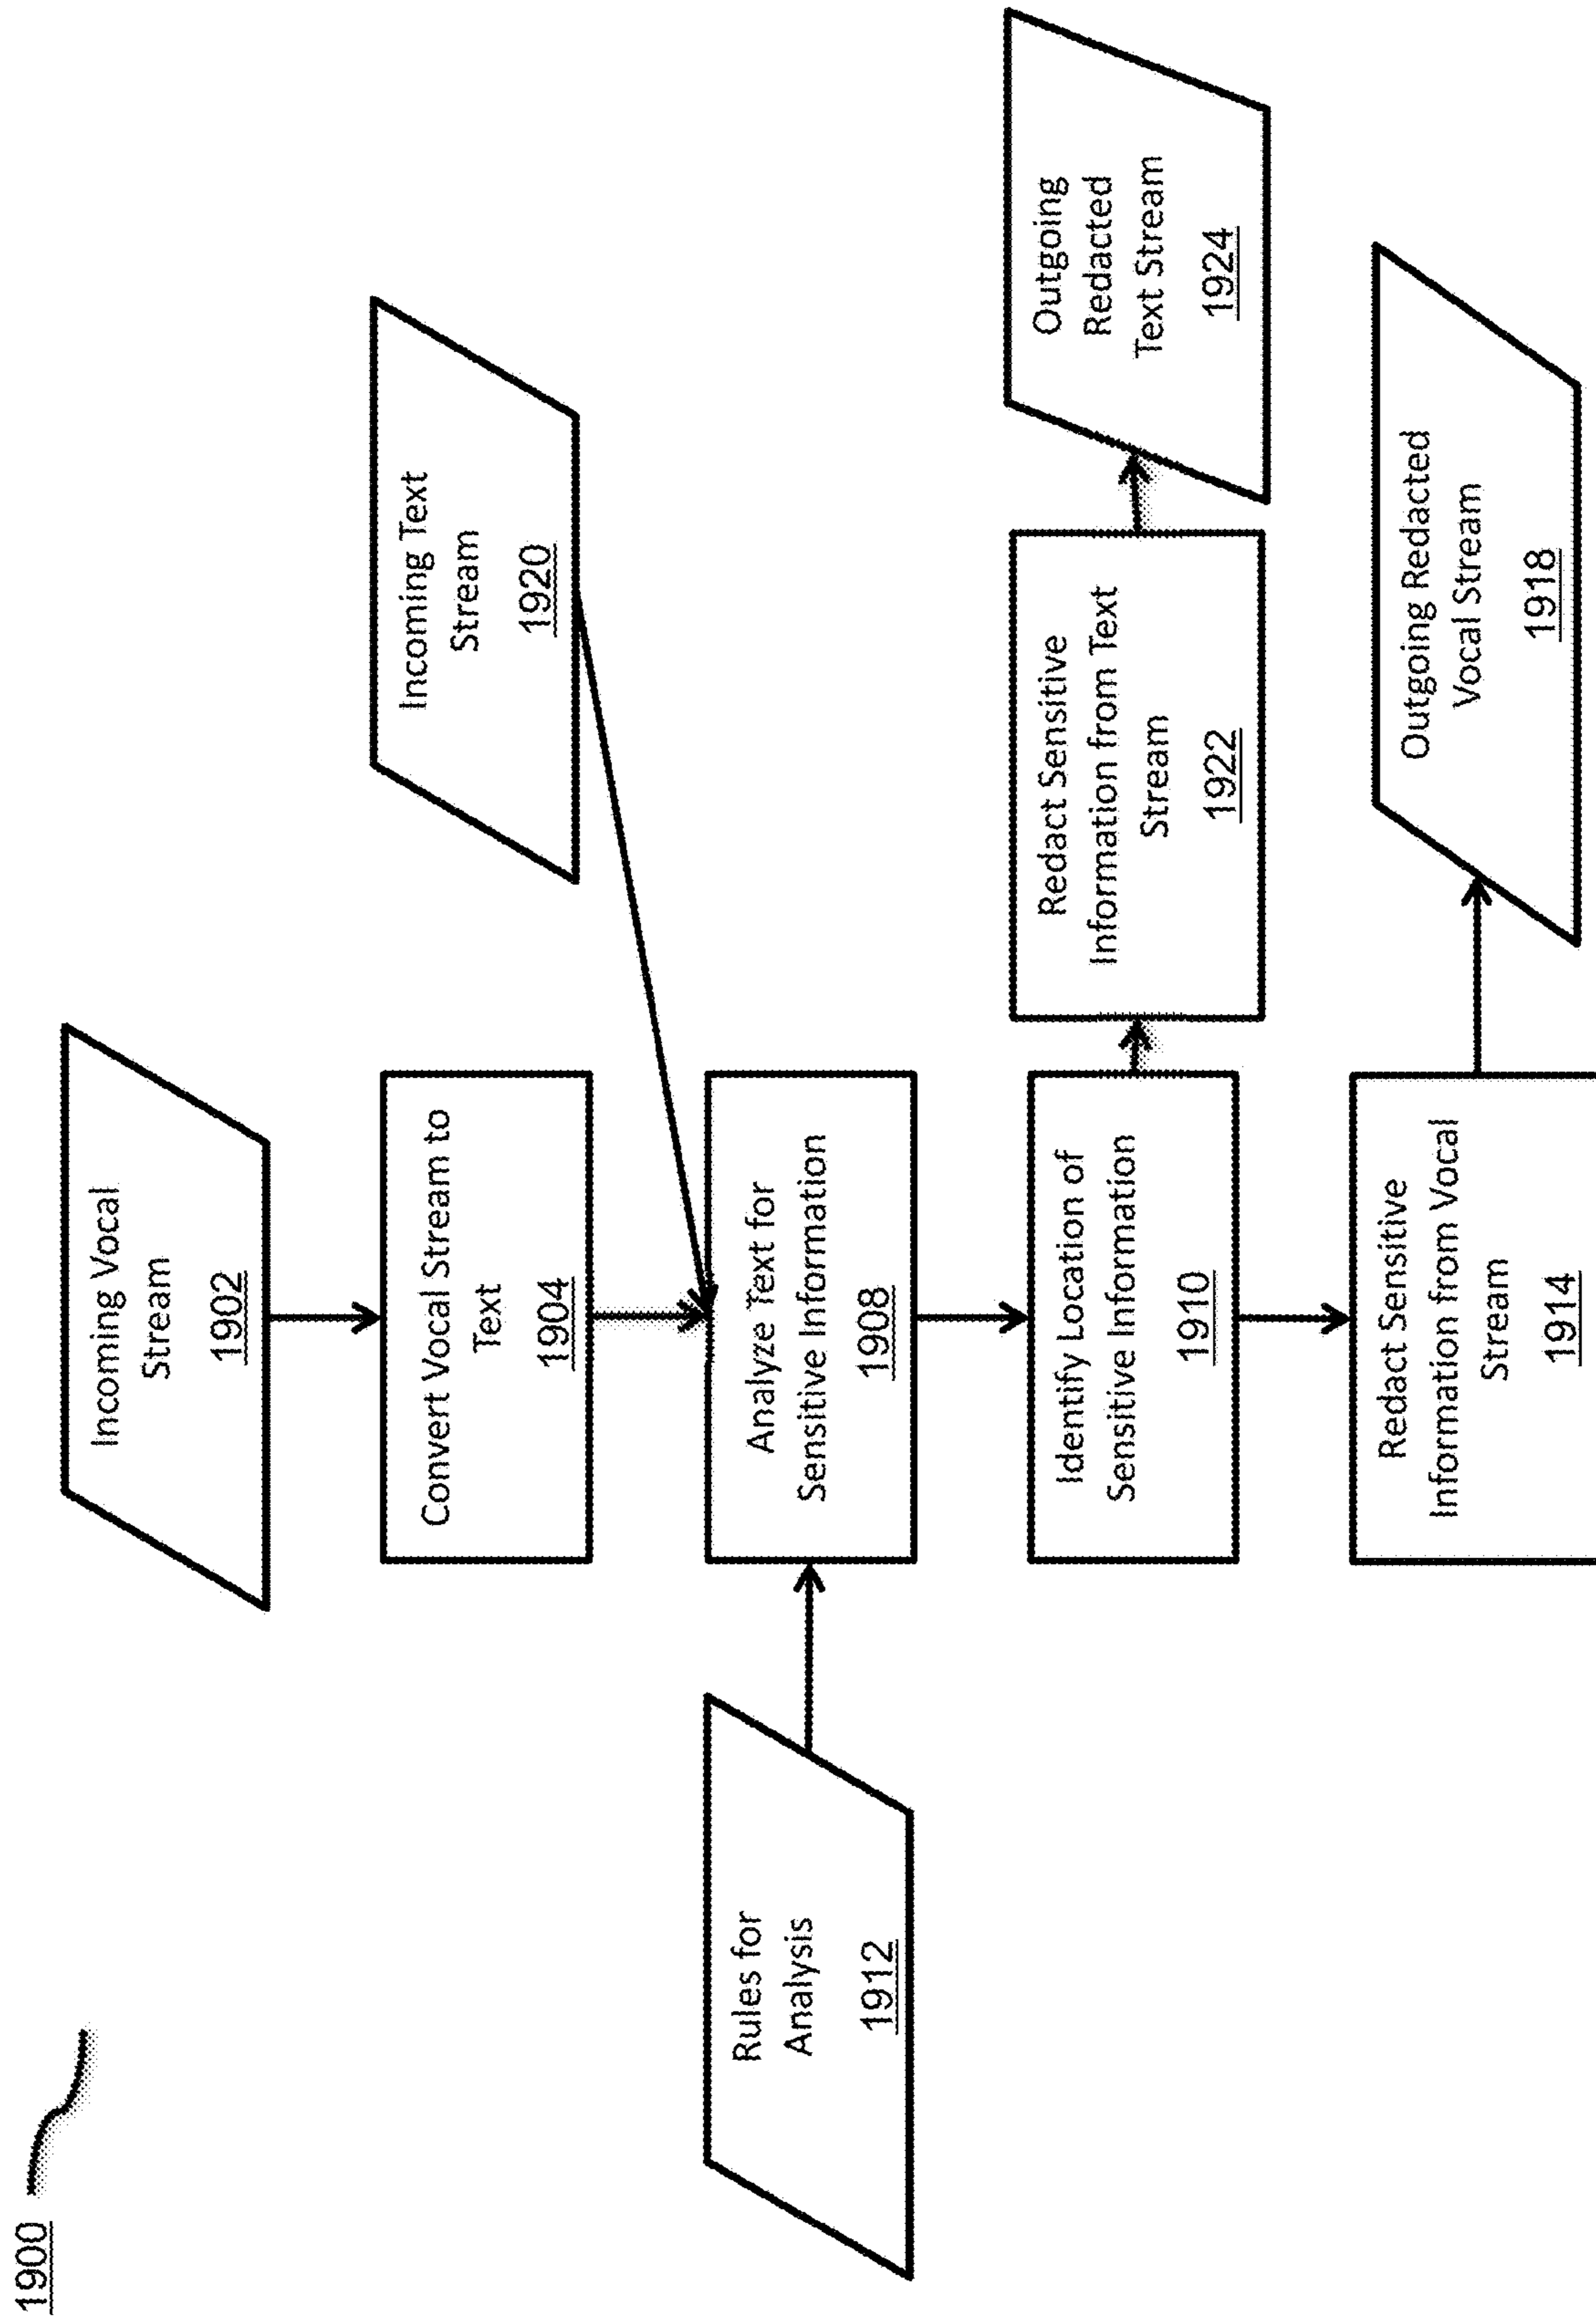 1900
Incoming Vocal
Stream
1902
Incoming Text
Stream
1920
Convert Vocal Stream to
Text
1904
Rules for
Analysis
1912
Analyze Text for
Sensitive Information
1908
Identify Location of
Sensitive Information
1910
Redact Sensitive
Information from Text
Stream
1922
Outgoing
Redacted
Text Stream
1924
Redact Sensitive
Information from Vocal
Stream
1914
Outgoing Redacted
Vocal Stream
1918